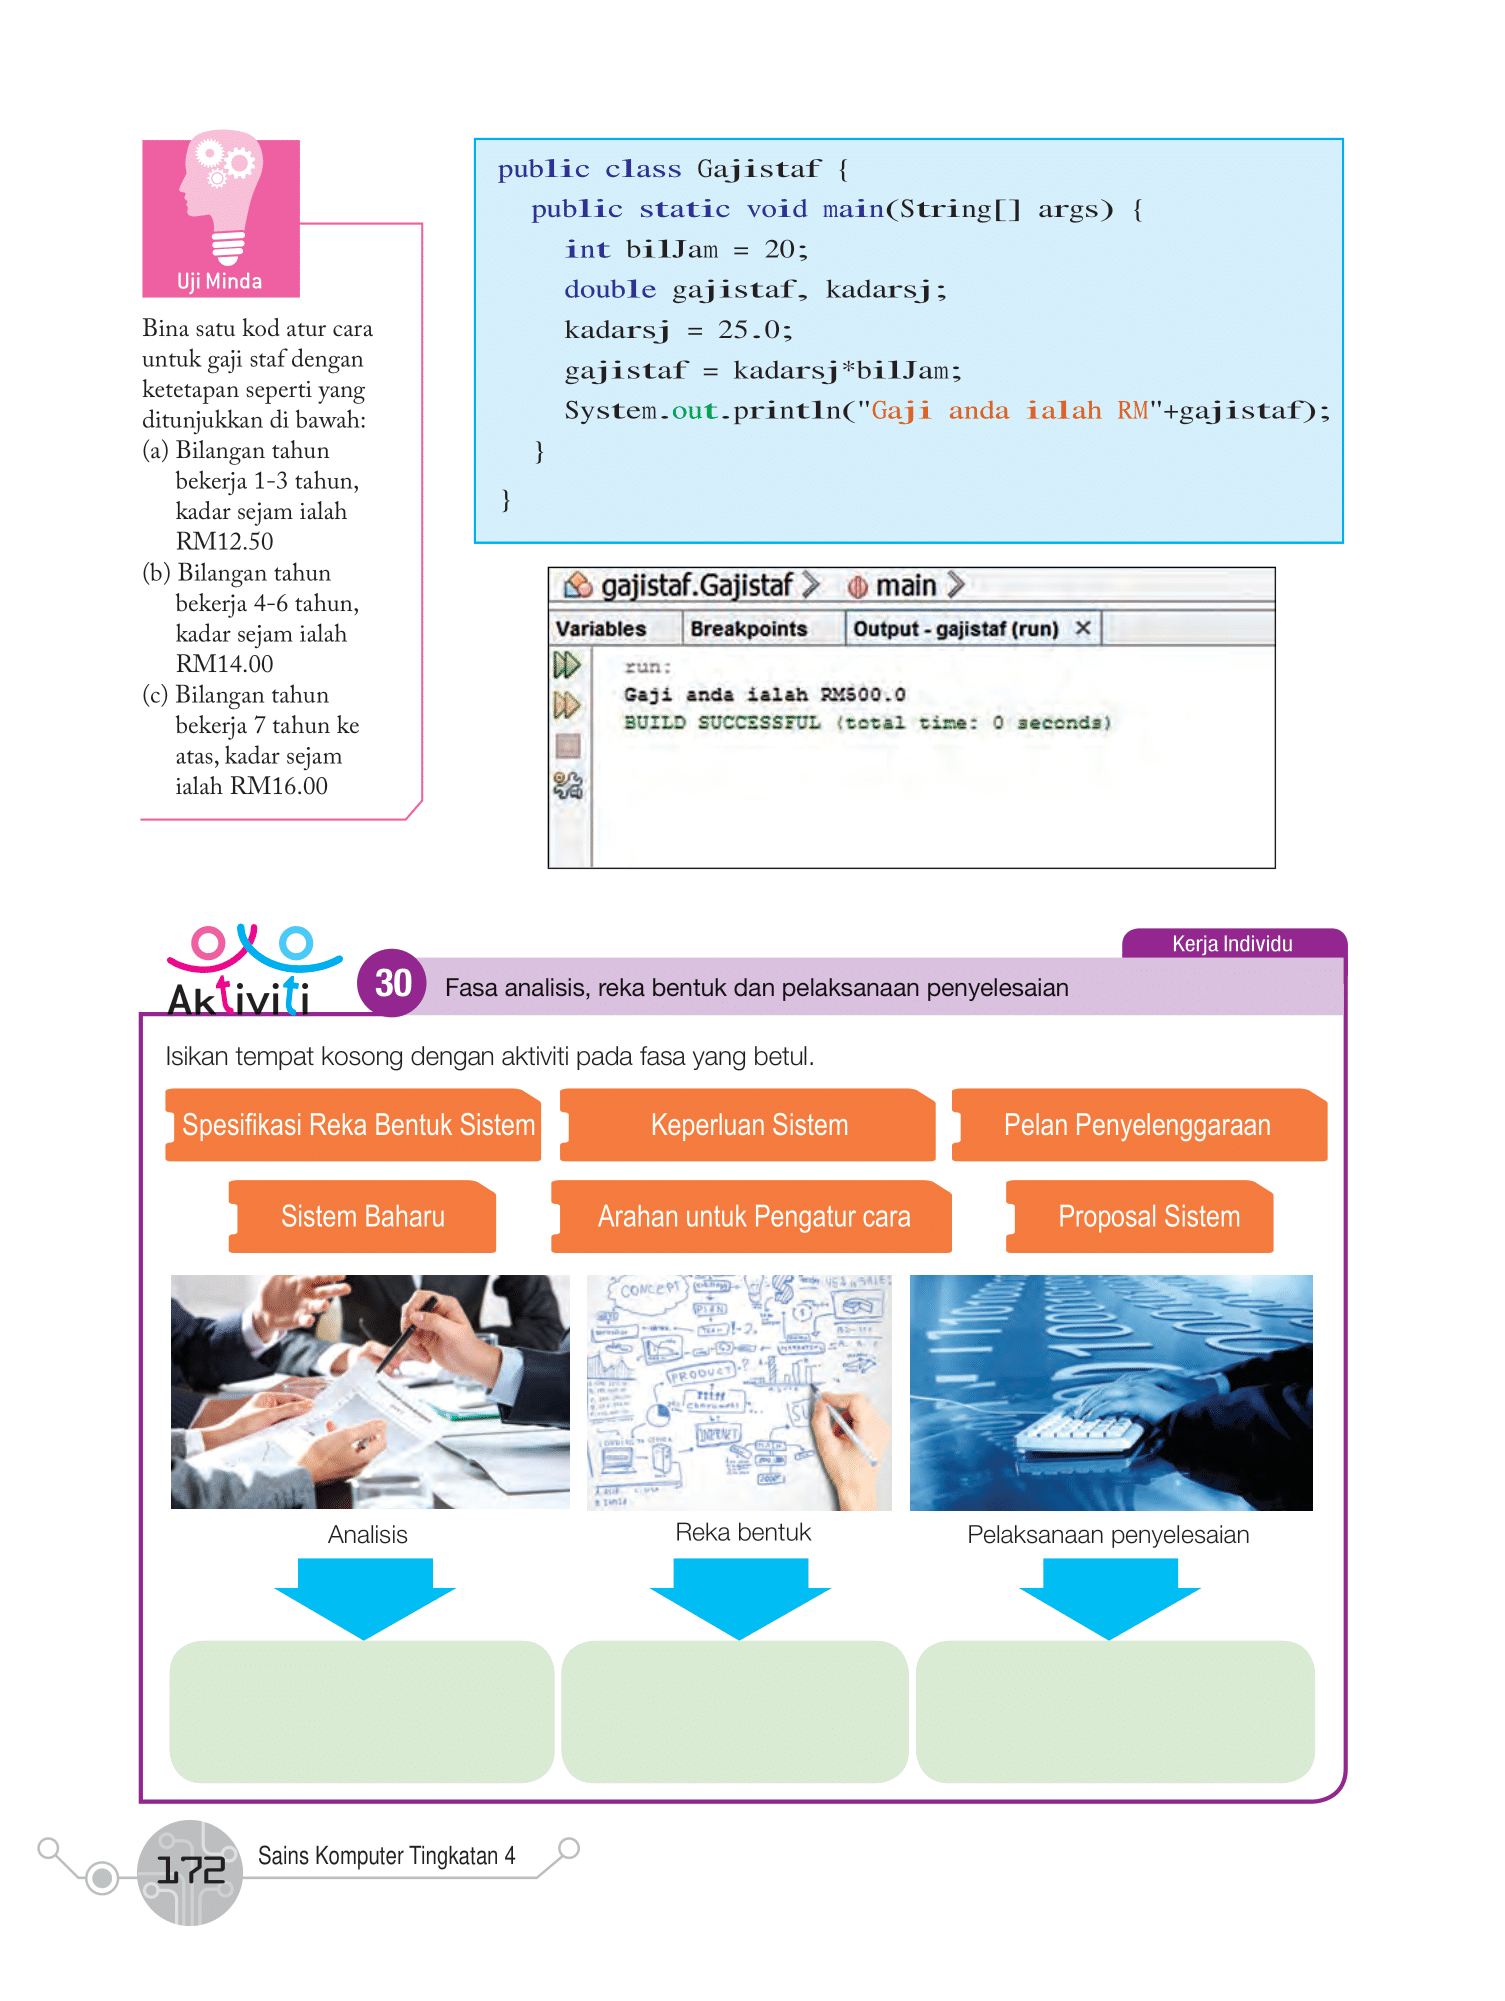 Uji Minda
Bina satu kod atur cara
untuk gaji staf dengan
ketetapan seperti yang
ditunjukkan di bawah:
(a) Bilangan tahun
bekerja 1-3 tahun,
kadar sejam ialah
RM12.50
(b) Bilangan tahun
bekerja 4-6 tahun,
kadar sejam ialah
RM14.00
(c) Bilangan tahun
bekerja 7 tahun ke
atas, kadar sejam
ialah RM16.00
public class Gajistaf {
public static void main(String[] args) {
int bilJam = 20;
double gajistaf, kadarsj;
kadarsj = 25.0;
gajistaf = kadarsj*bilJam;
System.out.println("Gaji anda ialah RM"+gajistaf);
}
}
gajistaf.Gajistaf main
Variables Breakpoints Output - gajistaf (run) ✕
run:
Gaji anda ialah RM500.0
BUILD SUCCESSFUL (total time: 0 seconds)
Kerja Individu
Aktiviti 30 Fasa analisis, reka bentuk dan pelaksanaan penyelesaian
Isikan tempat kosong dengan aktiviti pada fasa yang betul.
Spesifikasi Reka Bentuk Sistem Keperluan Sistem Pelan Penyelenggaraan
Sistem Baharu Arahan untuk Pengatur cara Proposal Sistem
CONCEPT
PLAN
TEAM
PRODUCT
INTERNET
Analisis Reka bentuk Pelaksanaan penyelesaian
172 Sains Komputer Tingkatan 4